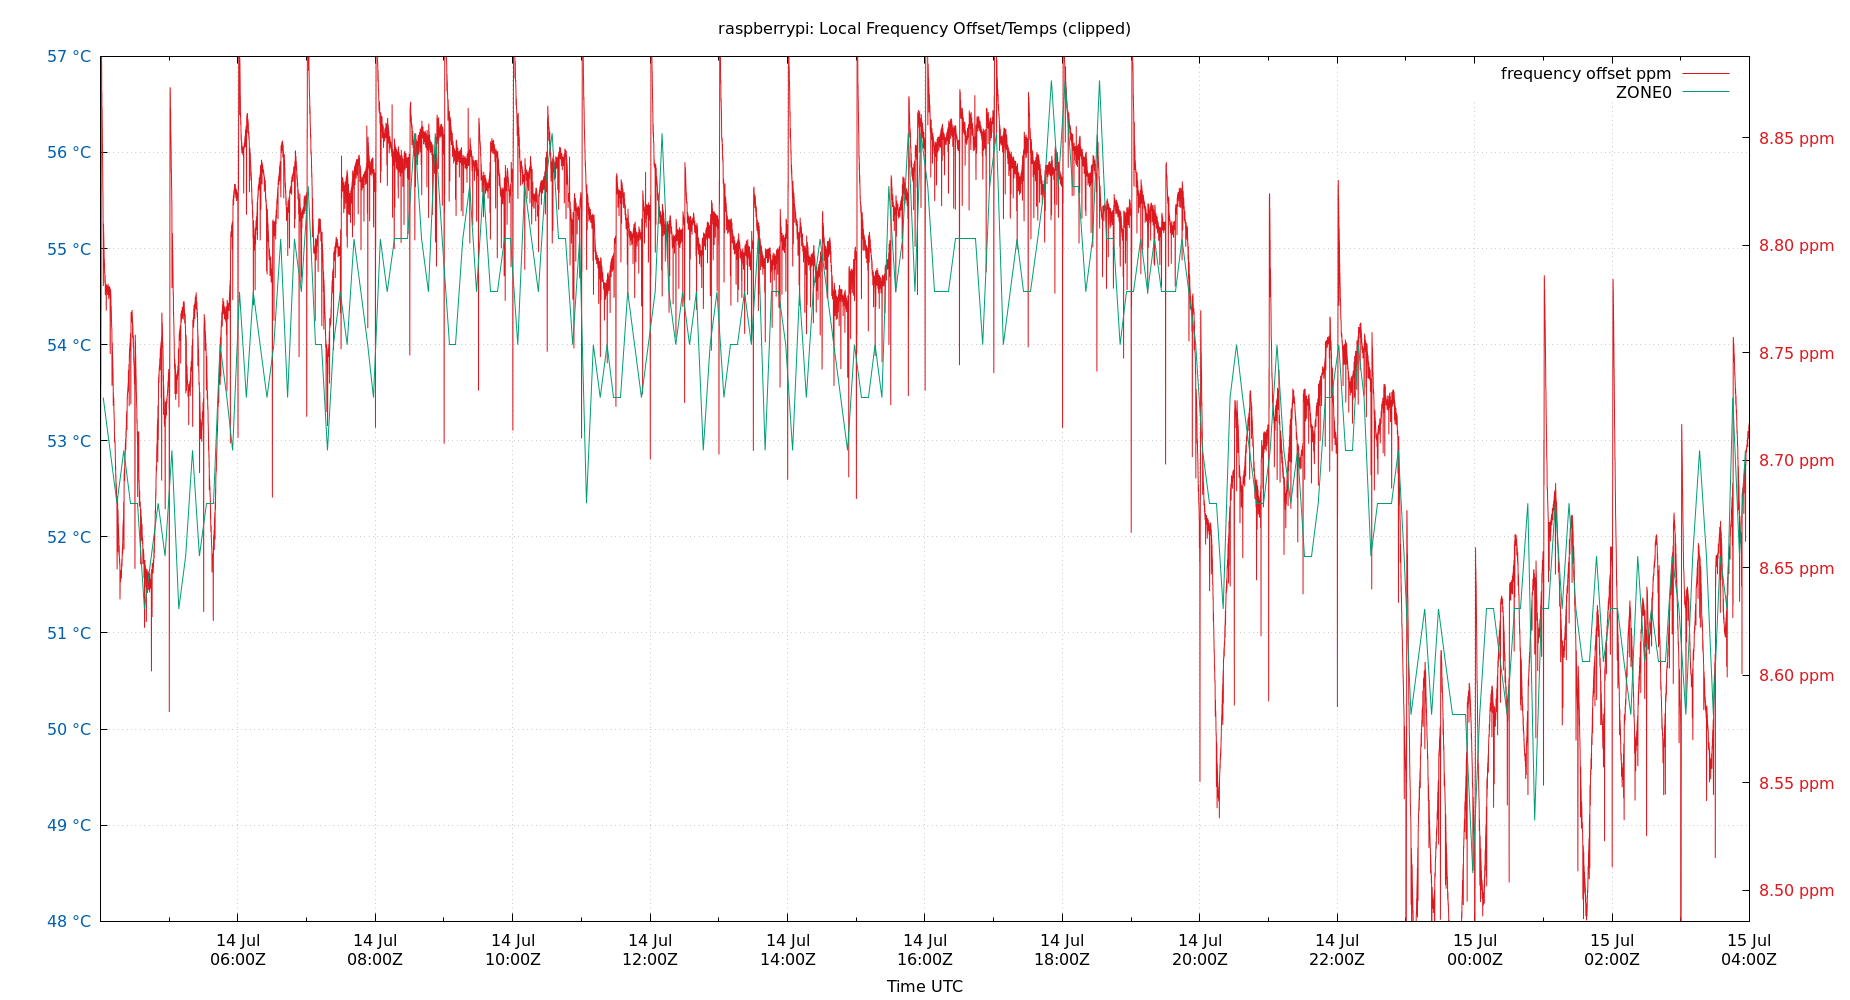 raspberrypi: Local Frequency Offset/Temps (clipped)
frequency offset ppm
ZONE0
57 °C
56 °C
55 °C
54 °C
53 °C
52 °C
51 °C
50 °C
49 °C
48 °C
8.85 ppm
8.80 ppm
8.75 ppm
8.70 ppm
8.65 ppm
8.60 ppm
8.55 ppm
8.50 ppm
14 Jul 14 Jul 14 Jul 14 Jul 14 Jul 14 Jul 14 Jul 14 Jul 14 Jul 15 Jul 15 Jul 15 Jul
06:00Z 08:00Z 10:00Z 12:00Z 14:00Z 16:00Z 18:00Z 20:00Z 22:00Z 00:00Z 02:00Z 04:00Z
Time UTC